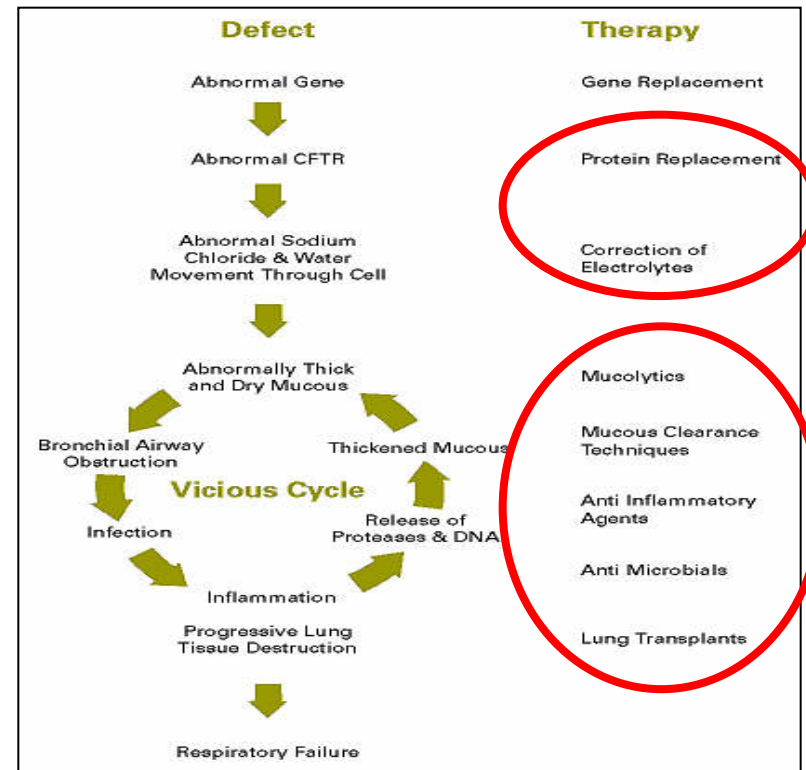 Defect
Therapy
Abnormal Gene
Gene Replacement
Abnormal CFTR
Protein Replacement
Abnormal Sodium
Chloride & Water
Movement Through Cell
Correction of
Electrolytes
Abnormally Thick
and Dry Mucous
Mucolytics
Bronchial Airway
Obstruction
Thickened Mucous
Mucous Clearance
Techniques
Vicious Cycle
Infection
Release of
Proteases & DNA
Anti Inflammatory
Agents
Inflammation
Anti Microbials
Progressive Lung
Tissue Destruction
Lung Transplants
Respiratory Failure